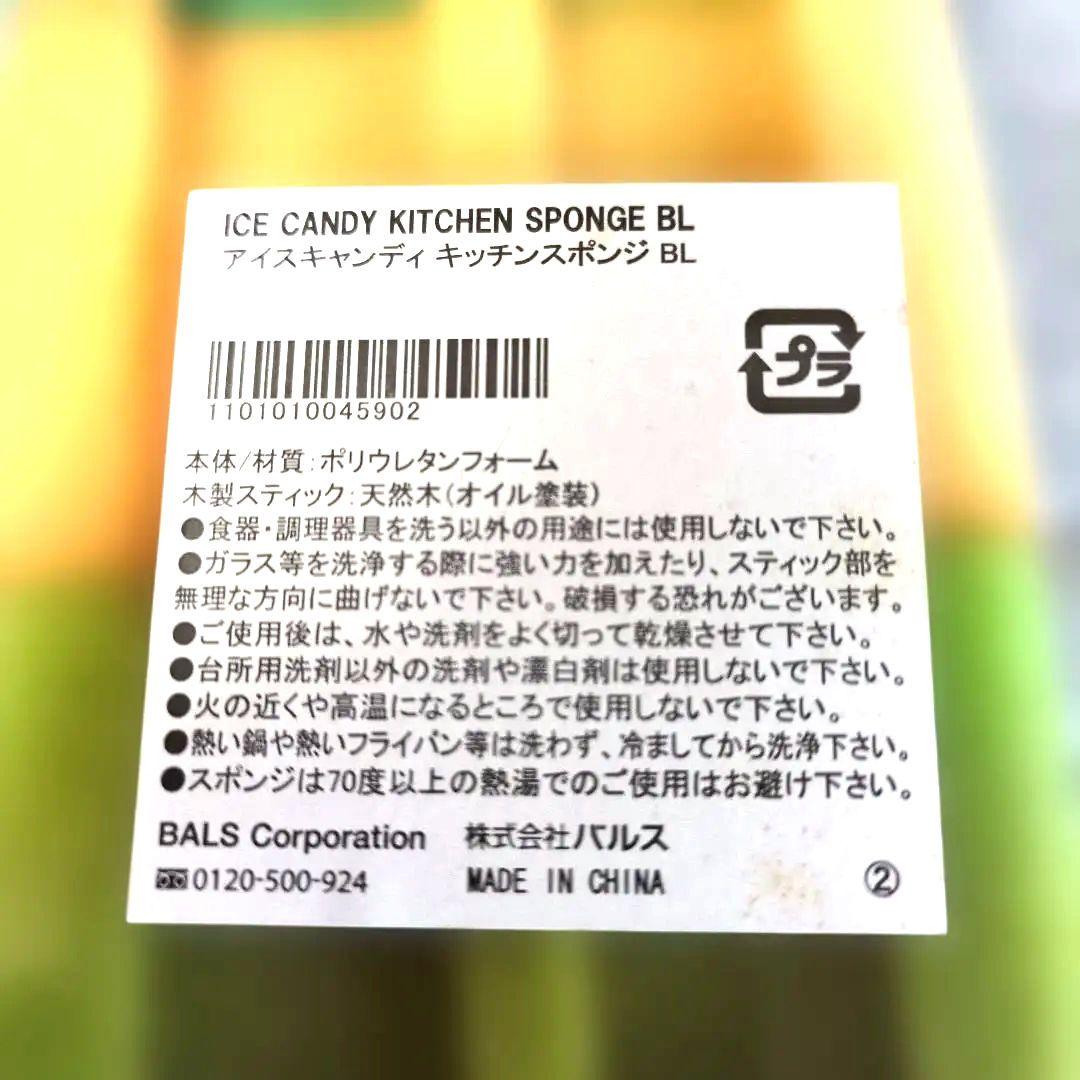 ICE CANDY KITCHEN SPONGE BL
アイスキャンディ キッチンスポンジ BL
プラ
1101010045902
本体/材質:ポリウレタンフォーム
木製スティック:天然木(オイル塗装)
●食器・調理器具を洗う以外の用途には使用しないで下さい。
●ガラス等を洗浄する際に強い力を加えたり、スティック部を
無理な方向に曲げないで下さい。破損する恐れがございます。
●ご使用後は、水や洗剤をよく切って乾燥させて下さい。
●台所用洗剤以外の洗剤や漂白剤は使用しないで下さい。
●火の近くや高温になるところで使用しないで下さい。
●熱い鍋や熱いフライパン等は洗わず、冷ましてから洗浄下さい。
●スポンジは70度以上の熱湯でのご使用はお避け下さい。
BALS Corporation 株式会社バルス
0120-500-924 MADE IN CHINA ②